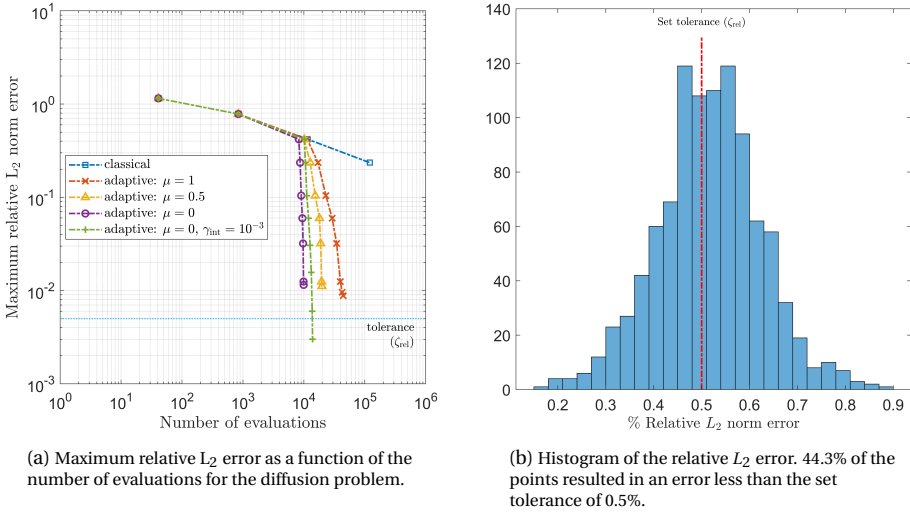 10^1
10^0
10^-1
10^-2
10^-3
Maximum relative L2 norm error
classical
adaptive: μ = 1
adaptive: μ = 0.5
adaptive: μ = 0
adaptive: μ = 0, γint = 10^-3
tolerance
(ζrel)
10^0 10^1 10^2 10^3 10^4 10^5 10^6
Number of evaluations
(a) Maximum relative L2 error as a function of the
number of evaluations for the diffusion problem.
140
120
100
80
60
40
20
0
Set tolerance (ζrel)
0.2 0.3 0.4 0.5 0.6 0.7 0.8 0.9
% Relative L2 norm error
(b) Histogram of the relative L2 error. 44.3% of the
points resulted in an error less than the set
tolerance of 0.5%.